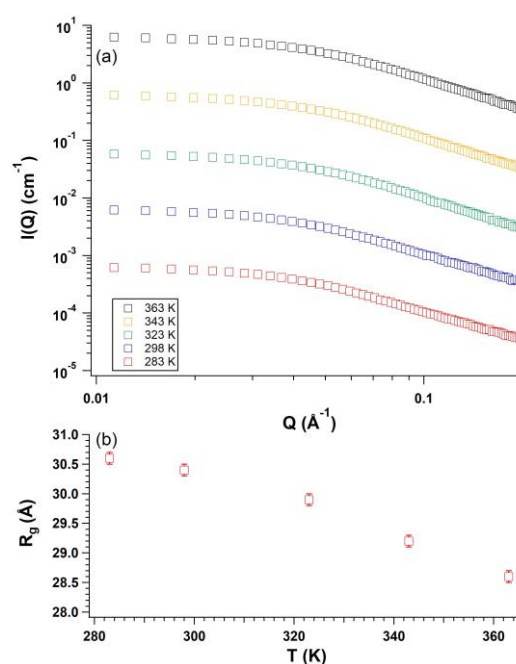 (a)
10¹
10⁰
10⁻¹
10⁻²
10⁻³
10⁻⁴
10⁻⁵
I(Q) (cm⁻¹)
363 K
343 K
323 K
298 K
283 K
0.01
0.1
Q (Å⁻¹)
(b)
31.0
30.5
30.0
29.5
29.0
28.5
28.0
R_g (Å)
280
300
320
340
360
T (K)